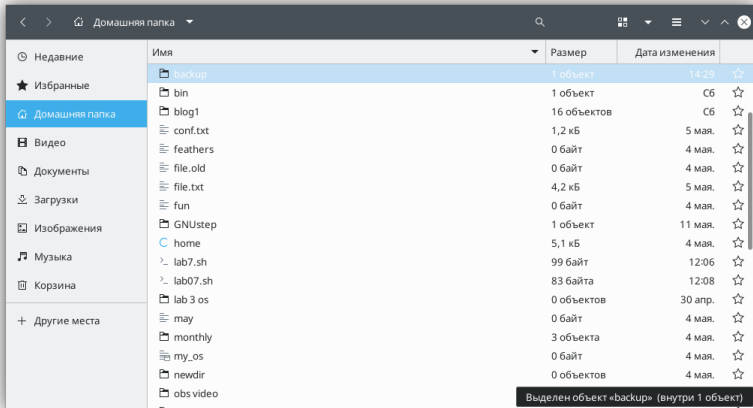 Домашняя папка
Недавние
Избранные
Домашняя папка
Видео
Документы
Загрузки
Изображения
Музыка
Корзина
Другие места
Имя Размер Дата изменения
backup 1 объект 14:29
bin 1 объект Сб
blog1 16 объектов Сб
conf.txt 1,2 кБ 5 мая.
feathers 0 байт 4 мая.
file.old 0 байт 4 мая.
file.txt 4,2 кБ 5 мая.
fun 0 байт 4 мая.
GNUstep 1 объект 11 мая.
home 5,1 кБ 4 мая.
lab7.sh 99 байт 12:06
lab07.sh 83 байта 12:08
lab 3 os 0 объектов 30 апр.
may 0 байт 4 мая.
monthly 3 объекта 4 мая.
my_os 0 байт 4 мая.
newdir 0 объектов 4 мая.
obs video
Выделен объект «backup» (внутри 1 объект)